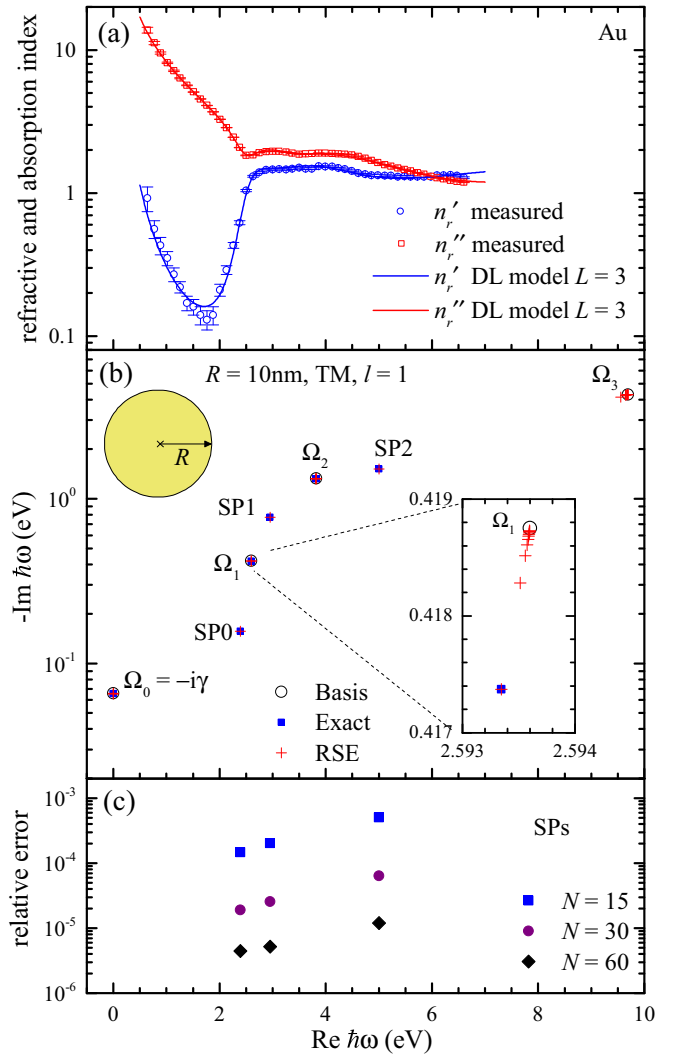 (a)
Au
10
1
0.1
refractive and absorption index
n_r′ measured
n_r″ measured
n_r′ DL model L = 3
n_r″ DL model L = 3
(b)
R = 10nm, TM, l = 1
Ω₃
R
SP2
Ω₂
SP1
Ω₁
SP0
Ω₀ = −iγ
10⁰
10⁻¹
-Im ℏω (eV)
Basis
Exact
RSE
0.419
0.418
0.417
Ω₁
2.593
2.594
(c)
SPs
10⁻³
10⁻⁴
10⁻⁵
10⁻⁶
relative error
N = 15
N = 30
N = 60
0
2
4
6
8
10
Re ℏω (eV)